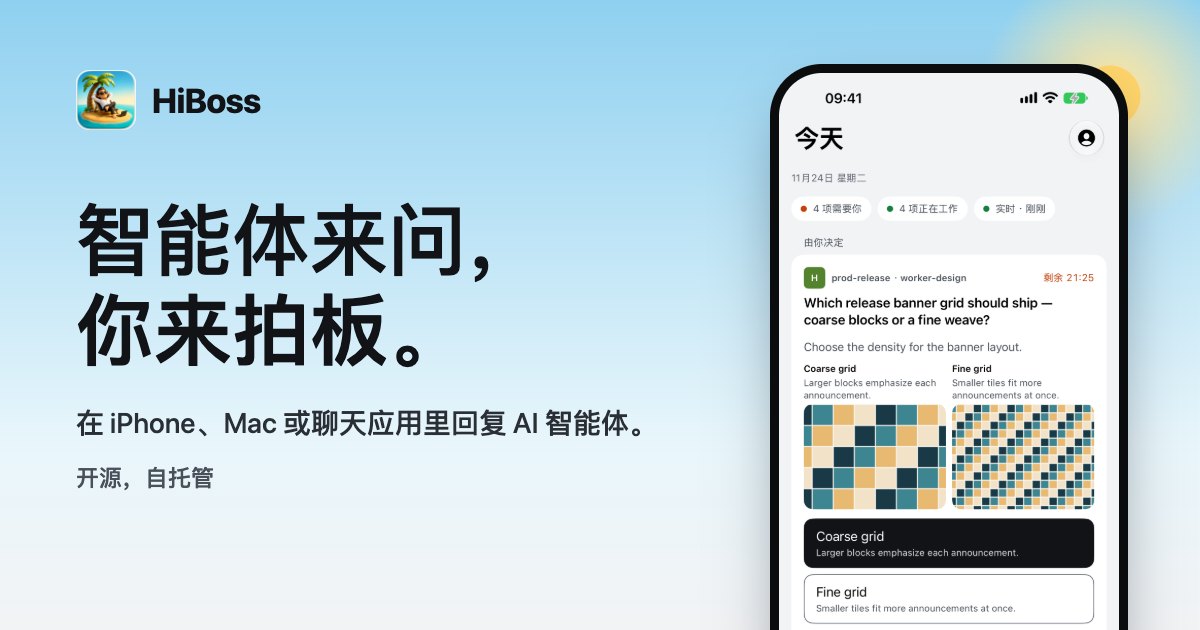 HiBoss
智能体来问，
你来拍板。
在 iPhone、Mac 或聊天应用里回复 AI 智能体。
开源，自托管
09:41
今天
11月24日 星期二
4 项需要你
4 项正在工作
实时 · 刚刚
由你决定
H
prod-release · worker-design
剩余 21:25
Which release banner grid should ship —
coarse blocks or a fine weave?
Choose the density for the banner layout.
Coarse grid
Larger blocks emphasize each
announcement.
Fine grid
Smaller tiles fit more
announcements at once.
Coarse grid
Larger blocks emphasize each announcement.
Fine grid
Smaller tiles fit more announcements at once.